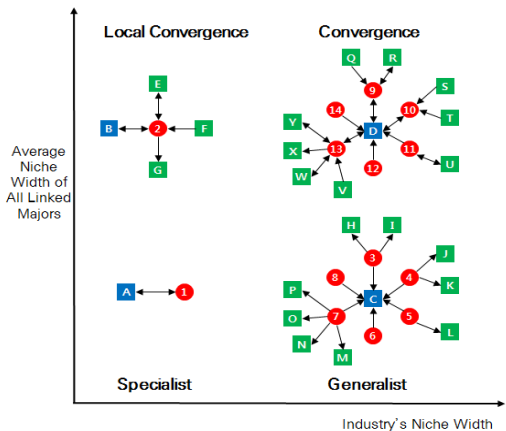 Local Convergence
Convergence
Q R
E
S
9
14 10
Y
T
B 2 F
D
X 13 11
U
12
W
G
V
Average
Niche
Width of
All Linked
Majors
H I
J
3
8 4
K
P
A 1
C
O 7 5
L
6
N
M
Specialist
Generalist
Industry's Niche Width